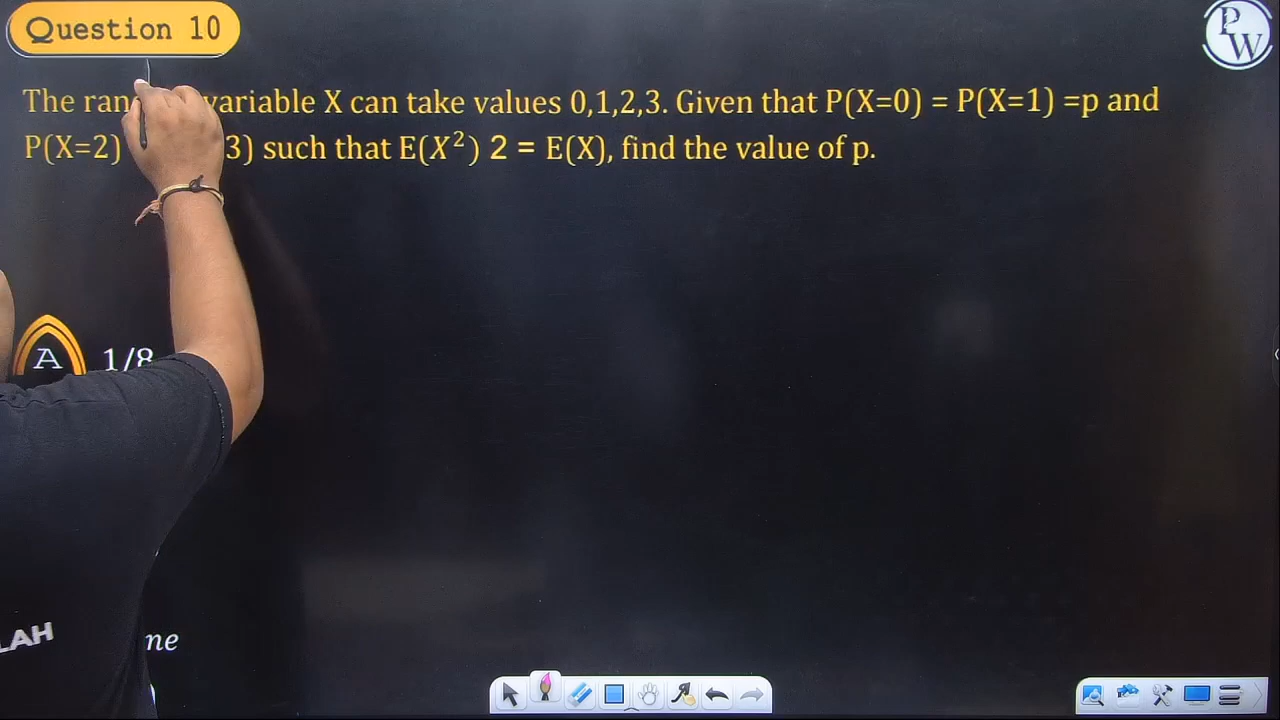 Question 10
The ran variable X can take values 0,1,2,3. Given that P(X=0) = P(X=1) =p and
P(X=2) 3) such that E(X²) 2 = E(X), find the value of p.
A 1/8
LAH
ne
PW